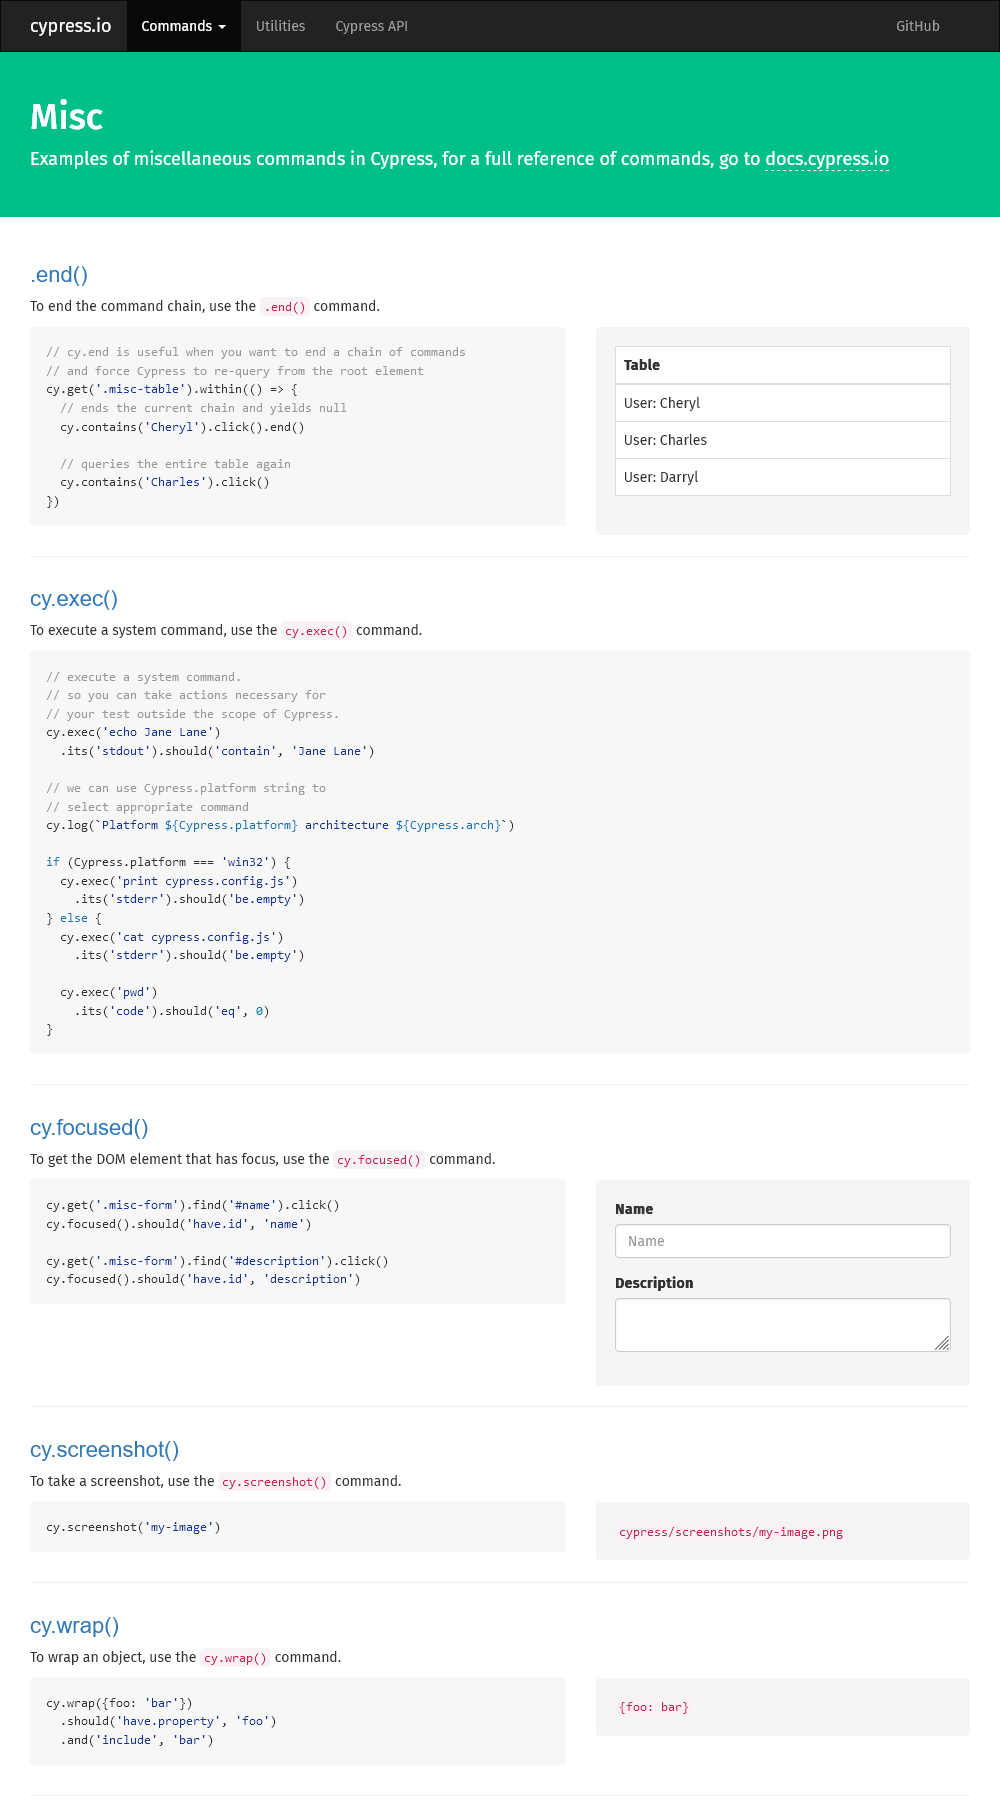 cypress.io Commands Utilities Cypress API GitHub
Misc
Examples of miscellaneous commands in Cypress, for a full reference of commands, go to docs.cypress.io
.end()
To end the command chain, use the .end() command.
// cy.end is useful when you want to end a chain of commands
// and force Cypress to re-query from the root element
cy.get('.misc-table').within(() => {
  // ends the current chain and yields null
  cy.contains('Cheryl').click().end()

  // queries the entire table again
  cy.contains('Charles').click()
})
Table
User: Cheryl
User: Charles
User: Darryl
cy.exec()
To execute a system command, use the cy.exec() command.
// execute a system command.
// so you can take actions necessary for
// your test outside the scope of Cypress.
cy.exec('echo Jane Lane')
  .its('stdout').should('contain', 'Jane Lane')

// we can use Cypress.platform string to
// select appropriate command
cy.log(`Platform ${Cypress.platform} architecture ${Cypress.arch}`)

if (Cypress.platform === 'win32') {
  cy.exec('print cypress.config.js')
    .its('stderr').should('be.empty')
} else {
  cy.exec('cat cypress.config.js')
    .its('stderr').should('be.empty')

  cy.exec('pwd')
    .its('code').should('eq', 0)
}
cy.focused()
To get the DOM element that has focus, use the cy.focused() command.
cy.get('.misc-form').find('#name').click()
cy.focused().should('have.id', 'name')

cy.get('.misc-form').find('#description').click()
cy.focused().should('have.id', 'description')
Name
Name
Description
cy.screenshot()
To take a screenshot, use the cy.screenshot() command.
cy.screenshot('my-image')
cypress/screenshots/my-image.png
cy.wrap()
To wrap an object, use the cy.wrap() command.
cy.wrap({foo: 'bar'})
  .should('have.property', 'foo')
  .and('include', 'bar')
{foo: bar}